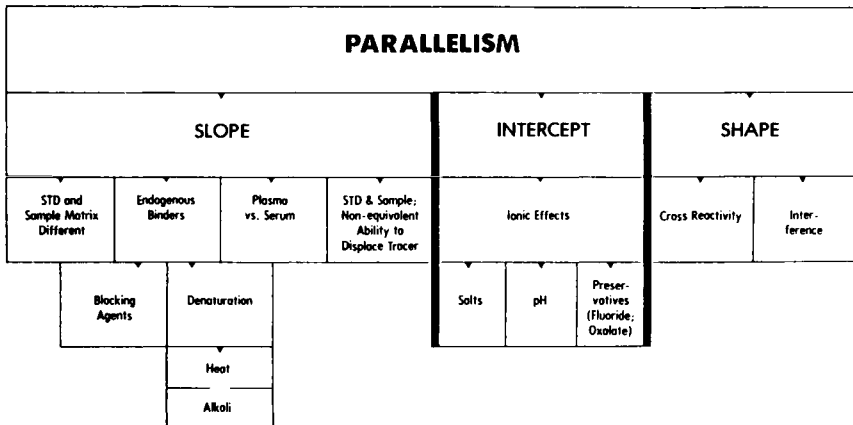 PARALLELISM
SLOPE
INTERCEPT
SHAPE
STD and
Sample Matrix
Different
Endogenous
Binders
Plasma
vs. Serum
STD & Sample;
Non-equivalent
Ability to
Displace Tracer
Ionic Effects
Cross Reactivity
Inter-
ference
Blocking
Agents
Denaturation
Salts
pH
Preser-
vatives
(Fluoride;
Oxalate)
Heat
Alkali